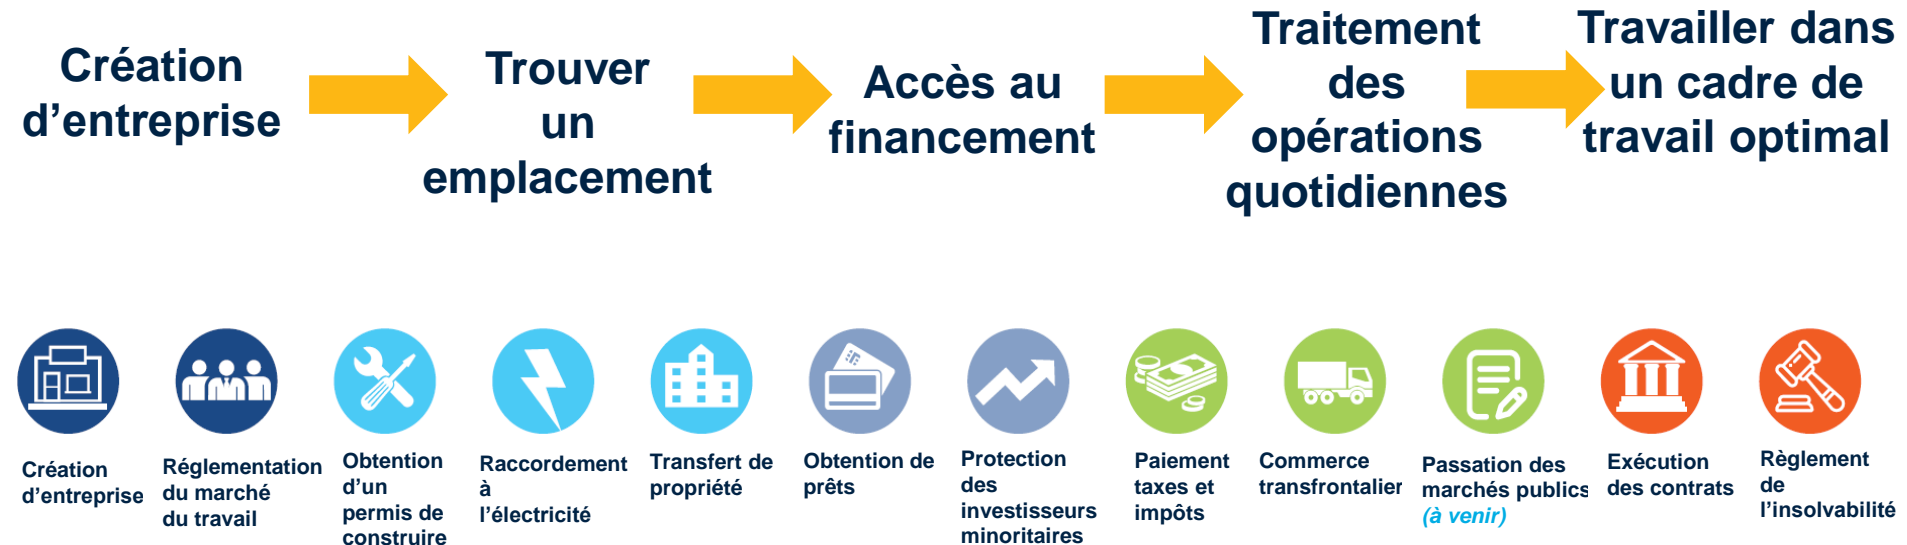 Création
d’entreprise
Trouver
un
emplacement
Accès au
financement
Traitement
des
opérations
quotidiennes
Travailler dans
un cadre de
travail optimal
Création
d’entreprise
Réglementation
du marché
du travail
Obtention
d’un
permis de
construire
Raccordement
à
l’électricité
Transfert de
propriété
Obtention de
prêts
Protection
des
investisseurs
minoritaires
Paiement
taxes et
impôts
Commerce
transfrontalier
Passation des
marchés publics
(à venir)
Exécution
des contrats
Règlement
de
l’insolvabilité